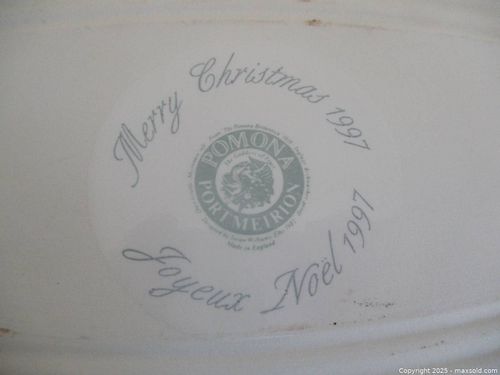 Merry Christmas 1997
POMONA
PORTMEIRION
Made in England
Joyeux Noël 1997
Copyright © 2025 - maxsold.com